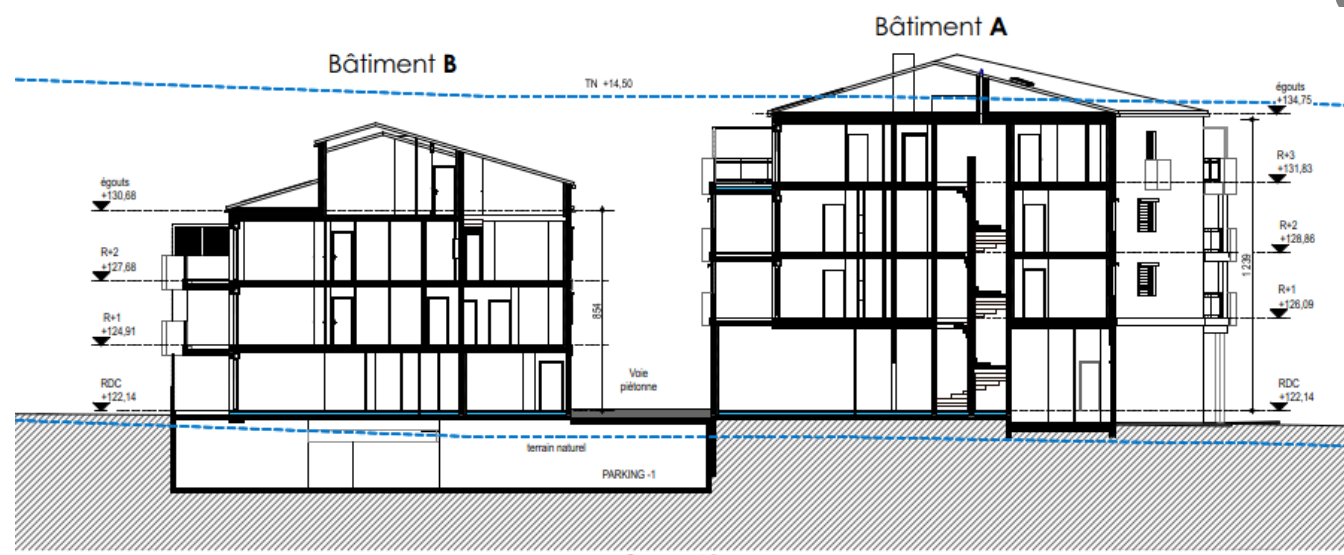 Bâtiment B
Bâtiment A
TN +14,50
égouts
+134,75
R+3
+131,83
R+2
+128,86
R+1
+126,09
RDC
+122,14
1239
égouts
+130,68
R+2
+127,68
R+1
+124,91
RDC
+122,14
854
Voie
piétonne
terrain naturel
PARKING -1